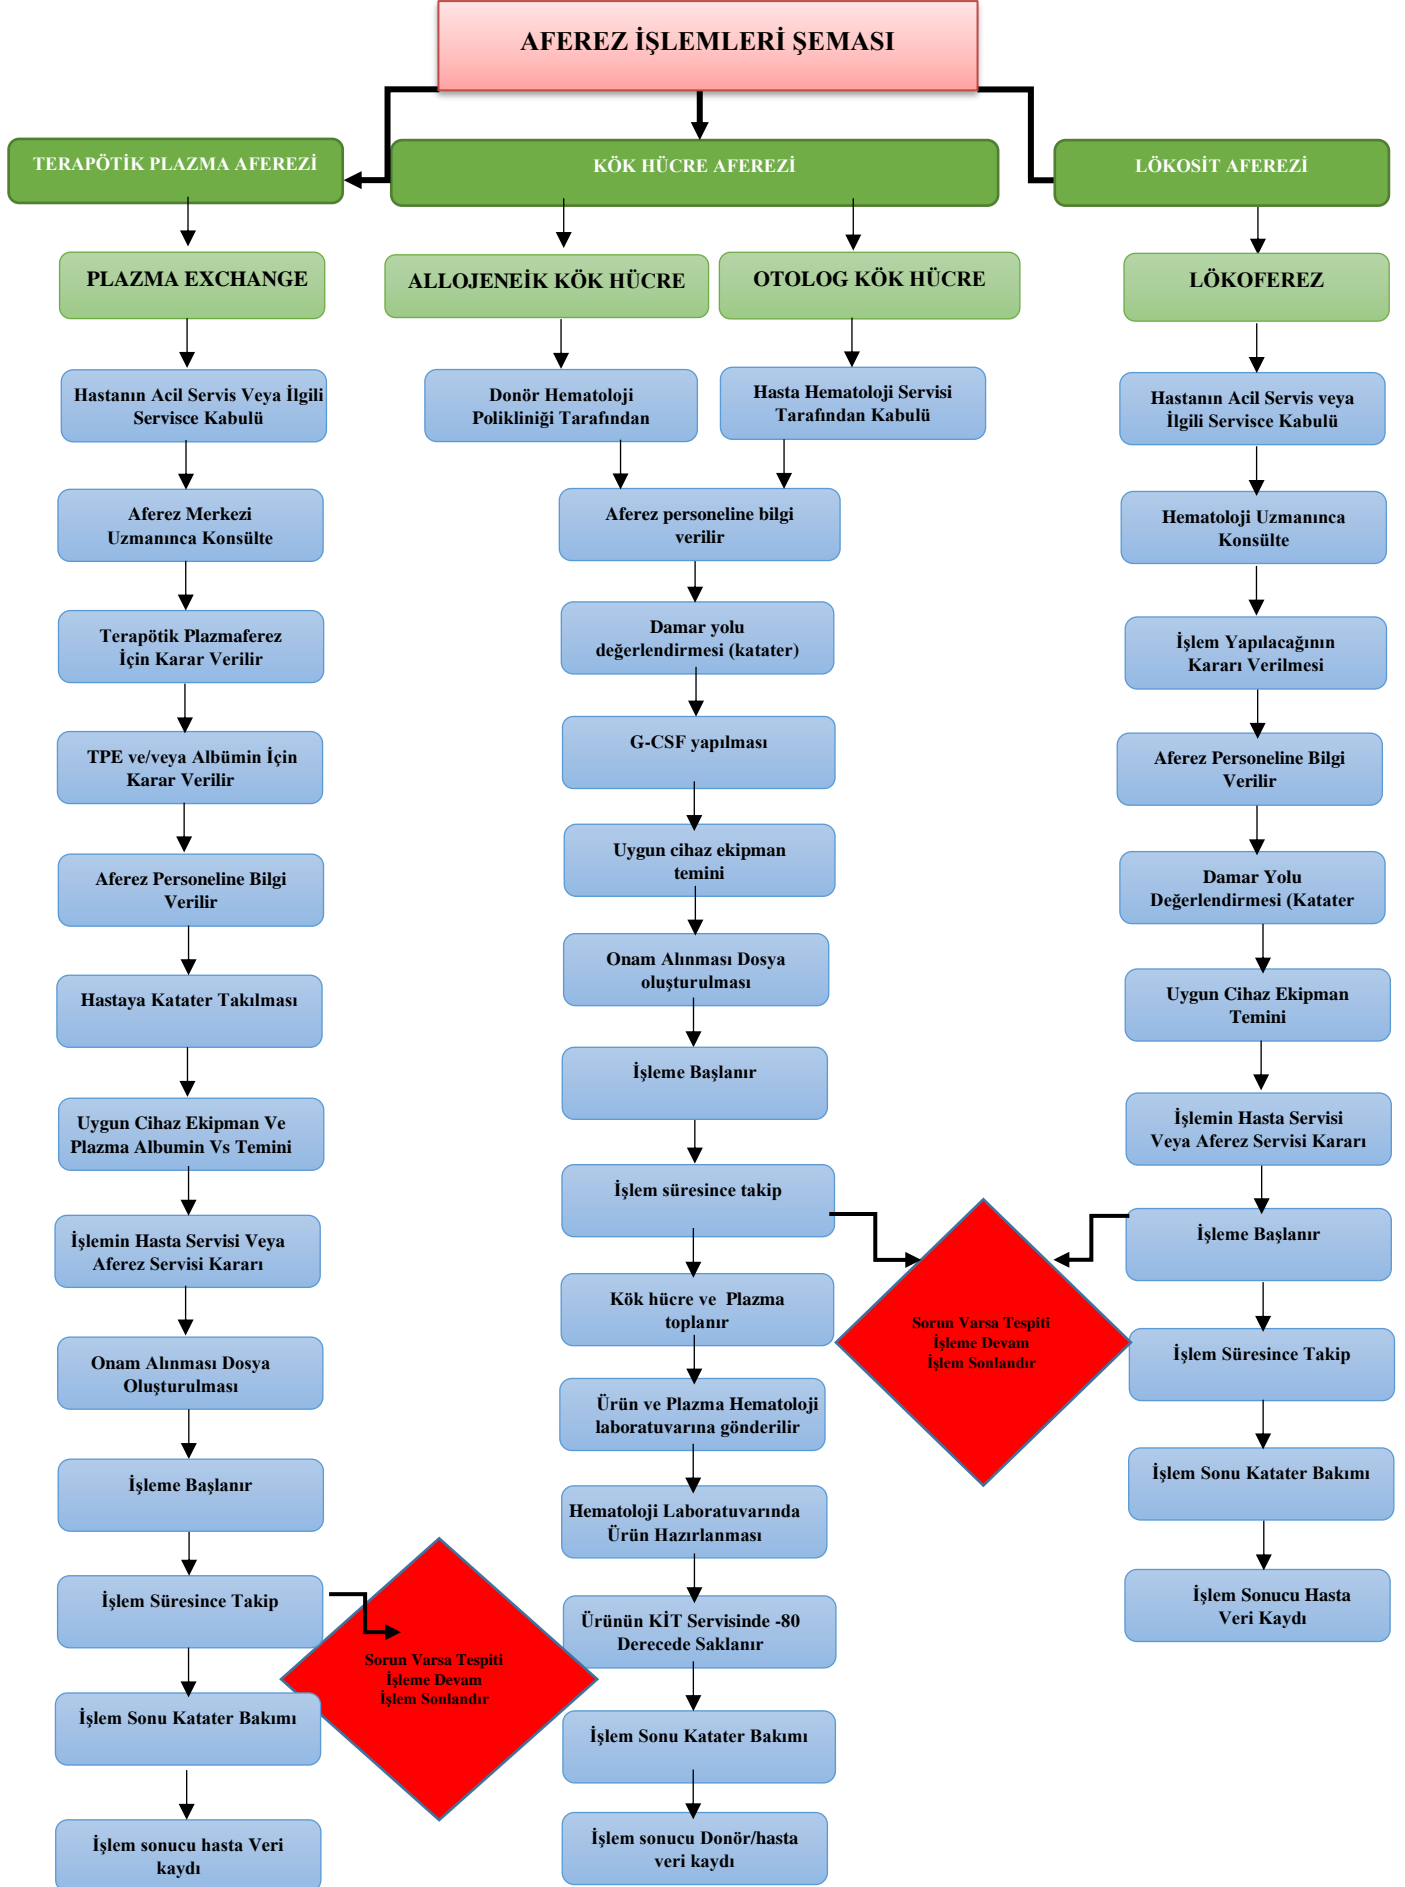 AFEREZ İŞLEMLERİ ŞEMASI
TERAPÖTİK PLAZMA AFEREZİ
KÖK HÜCRE AFEREZİ
LÖKOSİT AFEREZİ
PLAZMA EXCHANGE
ALLOJENEİK KÖK HÜCRE
OTOLOG KÖK HÜCRE
LÖKOFEREZ
Hastanın Acil Servis Veya İlgili
Servisce Kabulü
Aferez Merkezi
Uzmanınca Konsülte
Terapötik Plazmaferez
İçin Karar Verilir
TPE ve/veya Albümin İçin
Karar Verilir
Aferez Personeline Bilgi
Verilir
Hastaya Katater Takılması
Uygun Cihaz Ekipman Ve
Plazma Albumin Vs Temini
İşlemin Hasta Servisi Veya
Aferez Servisi Kararı
Onam Alınması Dosya
Oluşturulması
İşleme Başlanır
İşlem Süresince Takip
Sorun Varsa Tespiti
İşleme Devam
İşlem Sonlandır
İşlem Sonu Katater Bakımı
İşlem sonucu hasta Veri
kaydı
Donör Hematoloji
Polikliniği Tarafından
Hasta Hematoloji Servisi
Tarafından Kabulü
Aferez personeline bilgi
verilir
Damar yolu
değerlendirmesi (katater)
G-CSF yapılması
Uygun cihaz ekipman
temini
Onam Alınması Dosya
oluşturulması
İşleme Başlanır
İşlem süresince takip
Kök hücre ve  Plazma
toplanır
Ürün ve Plazma Hematoloji
laboratuvarına gönderilir
Hematoloji Laboratuvarında
Ürün Hazırlanması
Ürünün KİT Servisinde -80
Derecede Saklanır
İşlem Sonu Katater Bakımı
İşlem sonucu Donör/hasta
veri kaydı
Sorun Varsa Tespiti
İşleme Devam
İşlem Sonlandır
Hastanın Acil Servis veya
İlgili Servisce Kabulü
Hematoloji Uzmanınca
Konsülte
İşlem Yapılacağının
Kararı Verilmesi
Aferez Personeline Bilgi
Verilir
Damar Yolu
Değerlendirmesi (Katater
Uygun Cihaz Ekipman
Temini
İşlemin Hasta Servisi
Veya Aferez Servisi Kararı
İşleme Başlanır
İşlem Süresince Takip
İşlem Sonu Katater Bakımı
İşlem Sonucu Hasta
Veri Kaydı